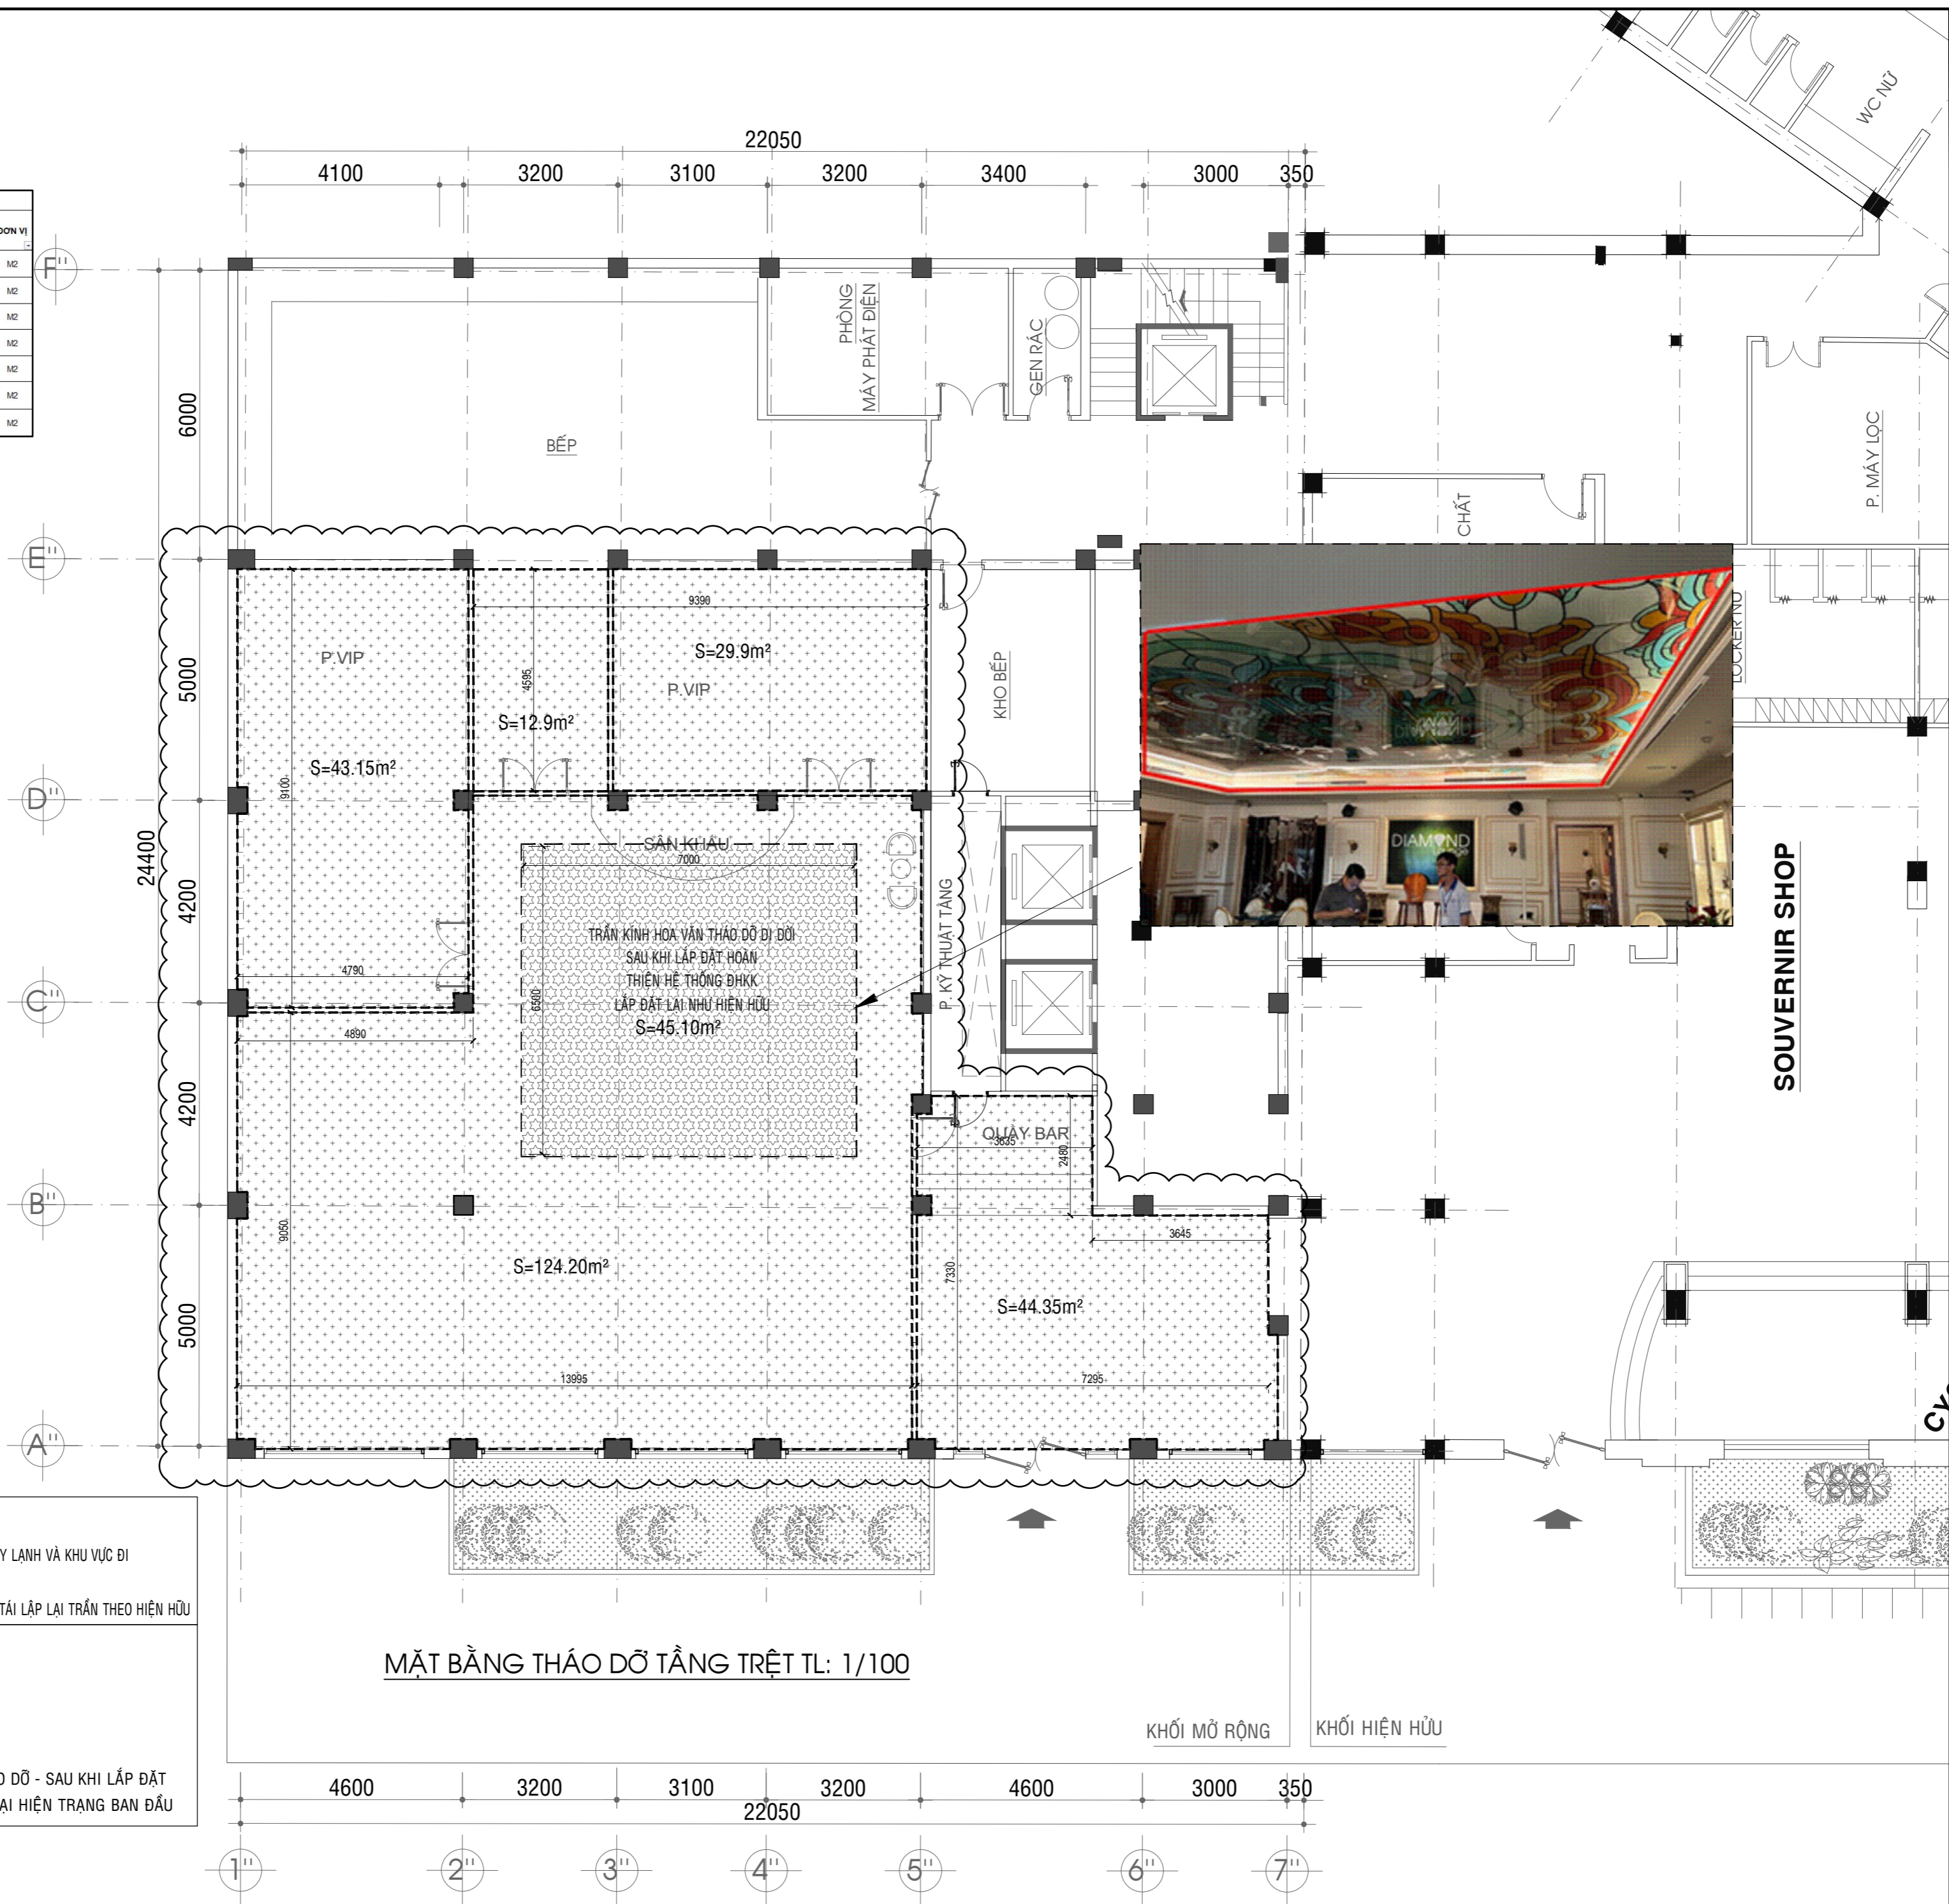 22050
4100 3200 3100 3200 3400 3000 350
ĐƠN VỊ
M2
M2
M2
M2
M2
M2
M2
F"
E"
D"
C"
B"
A"
24400
6000
5000
4200
4200
5000
WC NỮ
PHÒNG
MÁY PHÁT ĐIỆN
GEN RÁC
BẾP
P. MÁY LỌC
CHẤT
LOCKER NỮ
KHO BẾP
9390
S=29.9m²
P.VIP
P.VIP
4595
S=12.9m²
S=43.15m²
9100
SÂN KHẤU
7000
TRẦN KÍNH HOA VĂN THÁO DỠ DI DỜI
SAU KHI LẮP ĐẶT HOÀN
THIỆN HỆ THỐNG ĐHKK
LẮP ĐẶT LẠI NHƯ HIỆN HỮU
S=45.10m²
6500
4790
4890
P. KỸ THUẬT TẦNG
DIAMOND
SOUVERNIR SHOP
QUẦY BAR
3635
2480
3645
9050
S=124.20m²
7330
S=44.35m²
13995
7295
Y LẠNH VÀ KHU VỰC ĐI
TÁI LẬP LẠI TRẦN THEO HIỆN HỮU
O DỠ - SAU KHI LẮP ĐẶT
ẠI HIỆN TRẠNG BAN ĐẦU
MẶT BẰNG THÁO DỠ TẦNG TRỆT TL: 1/100
KHỐI MỞ RỘNG
KHỐI HIỆN HỬU
4600 3200 3100 3200 4600 3000 350
22050
1" 2" 3" 4" 5" 6" 7"